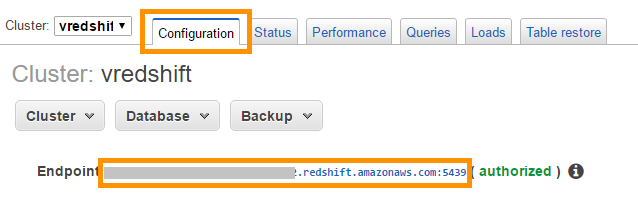 Cluster: vredshift
Configuration Status Performance Queries Loads Table restore
Cluster: vredshift
Cluster Database Backup
Endpoint .redshift.amazonaws.com:5439 ( authorized )